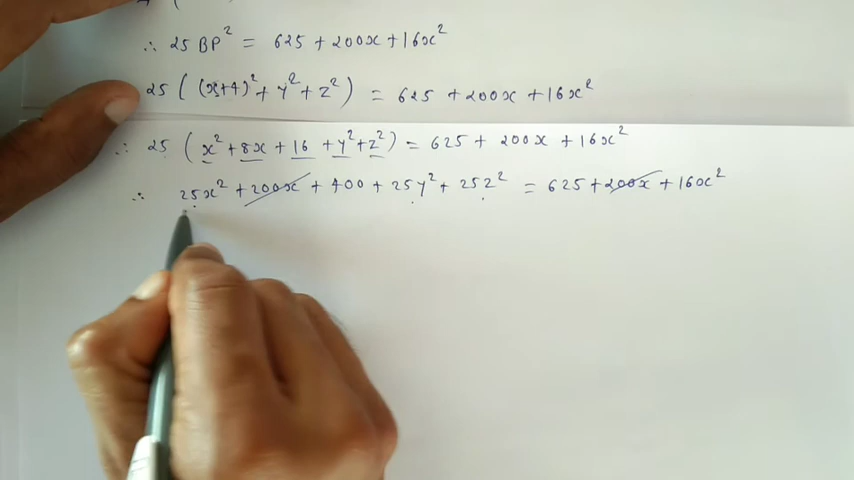 ∴ 25 BP² = 625 + 200x + 16x²
25 ( (x+4)² + y² + z² ) = 625 + 200x + 16x²
∴ 25 ( x² + 8x + 16 + y² + z² ) = 625 + 200x + 16x²
∴ 25x² + 200x + 400 + 25y² + 25z² = 625 + 200x + 16x²